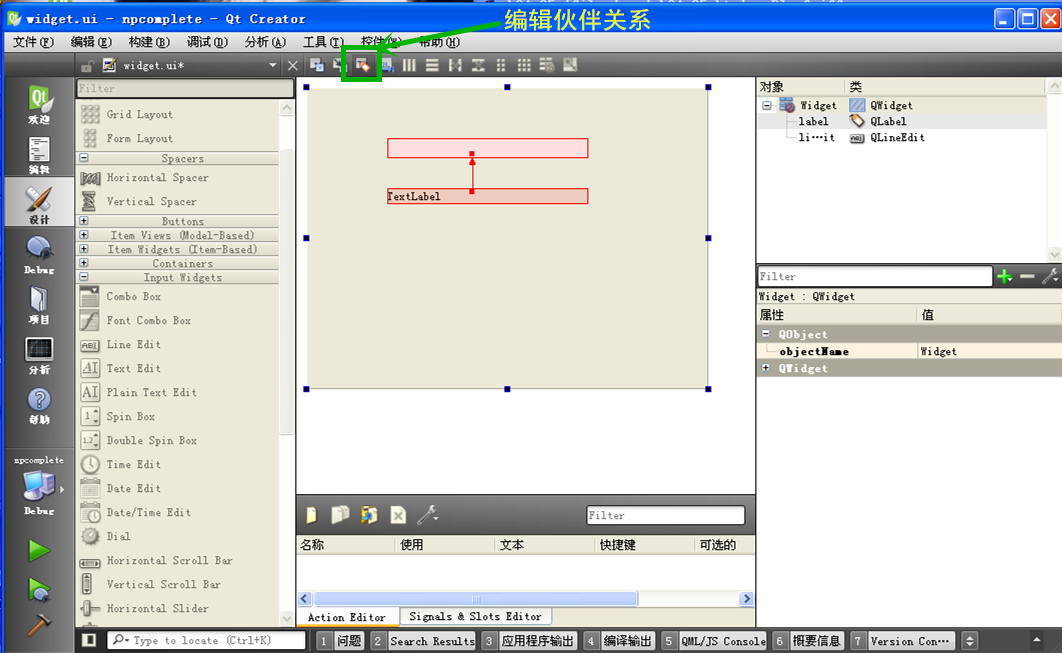 widget.ui - npcomplete - Qt Creator
编辑伙伴关系
文件(F) 编辑(E) 构建(B) 调试(D) 分析(A) 工具(T) 控件 帮助(H)
widget.ui*
Filter
Grid Layout
Form Layout
Spacers
Horizontal Spacer
Vertical Spacer
Buttons
Item Views (Model-Based)
Item Widgets (Item-Based)
Containers
Input Widgets
Combo Box
Font Combo Box
Line Edit
Text Edit
Plain Text Edit
Spin Box
Double Spin Box
Time Edit
Date Edit
Date/Time Edit
Dial
Horizontal Scroll Bar
Vertical Scroll Bar
Horizontal Slider
欢迎
编辑
设计
Debug
项目
分析
帮助
npcomplete
Debug
TextLabel
对象 类
Widget QWidget
label QLabel
li···it QLineEdit
Filter
Widget : QWidget
属性 值
QObject
objectName Widget
QWidget
Filter
名称 使用 文本 快捷键 可选的
Action Editor Signals & Slots Editor
Type to locate (Ctrl+K) 1 问题 2 Search Results 3 应用程序输出 4 编译输出 5 QML/JS Console 6 概要信息 7 Version Con···